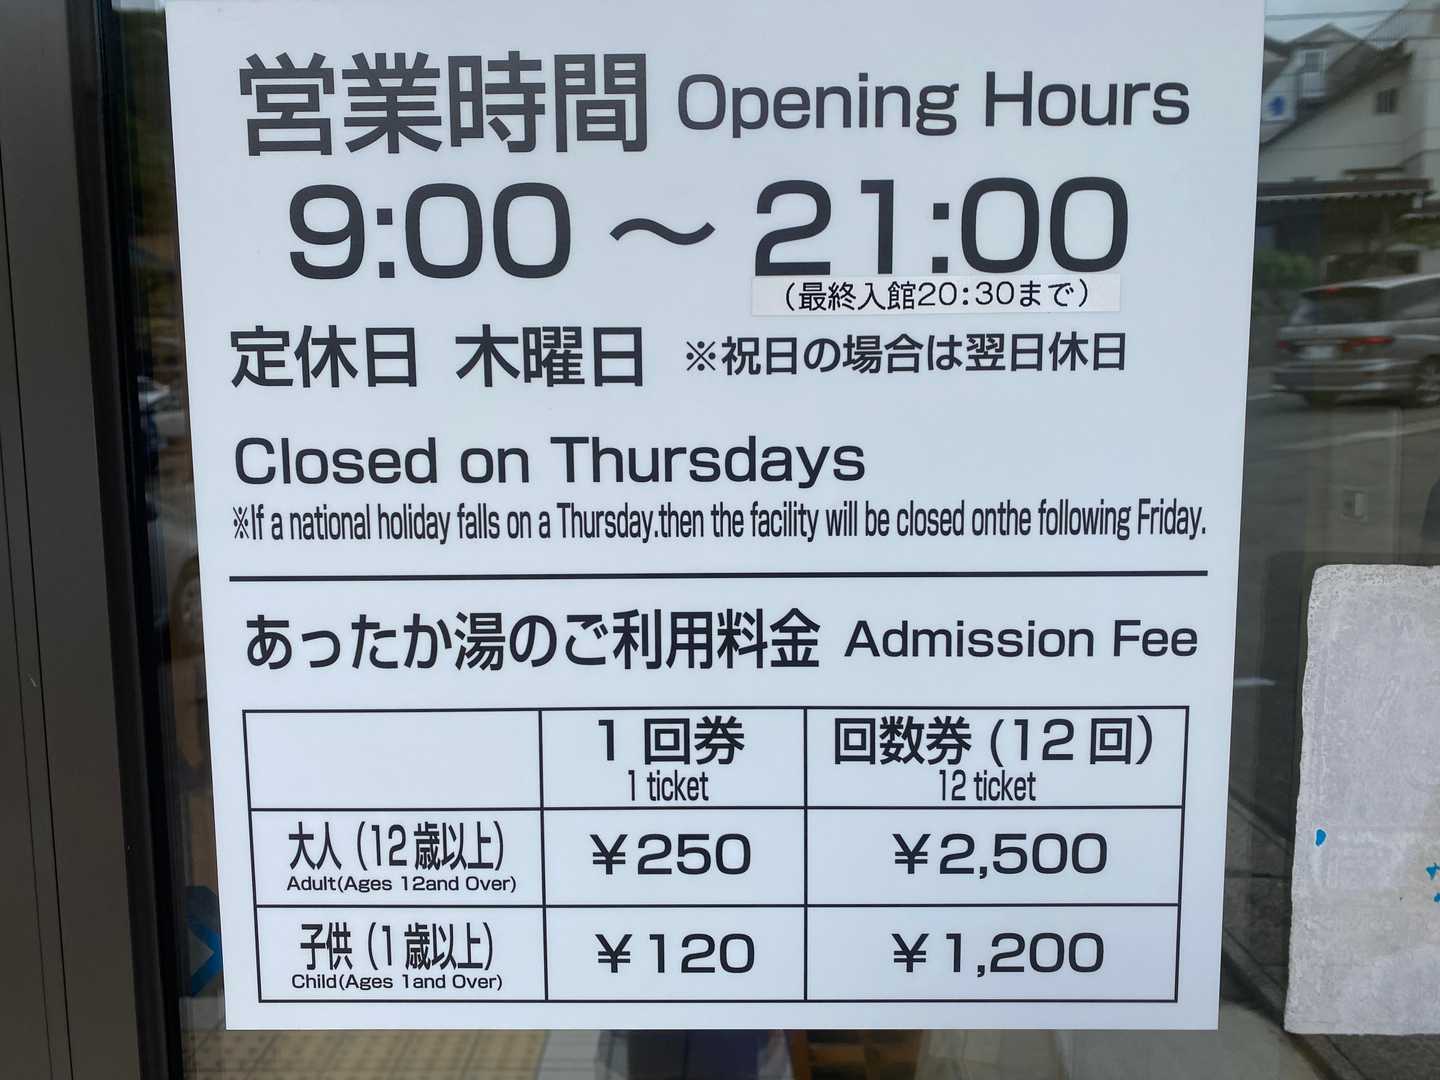 営業時間 Opening Hours
9:00 〜 21:00
（最終入館20:30まで）
定休日 木曜日 ※祝日の場合は翌日休日
Closed on Thursdays
※If a national holiday falls on a Thursday.then the facility will be closed onthe following Friday.
あったか湯のご利用料金 Admission Fee
1回券 回数券 (12回)
1 ticket 12 ticket
大人（12歳以上） ¥250 ¥2,500
Adult(Ages 12and Over)
子供（1歳以上） ¥120 ¥1,200
Child(Ages 1and Over)